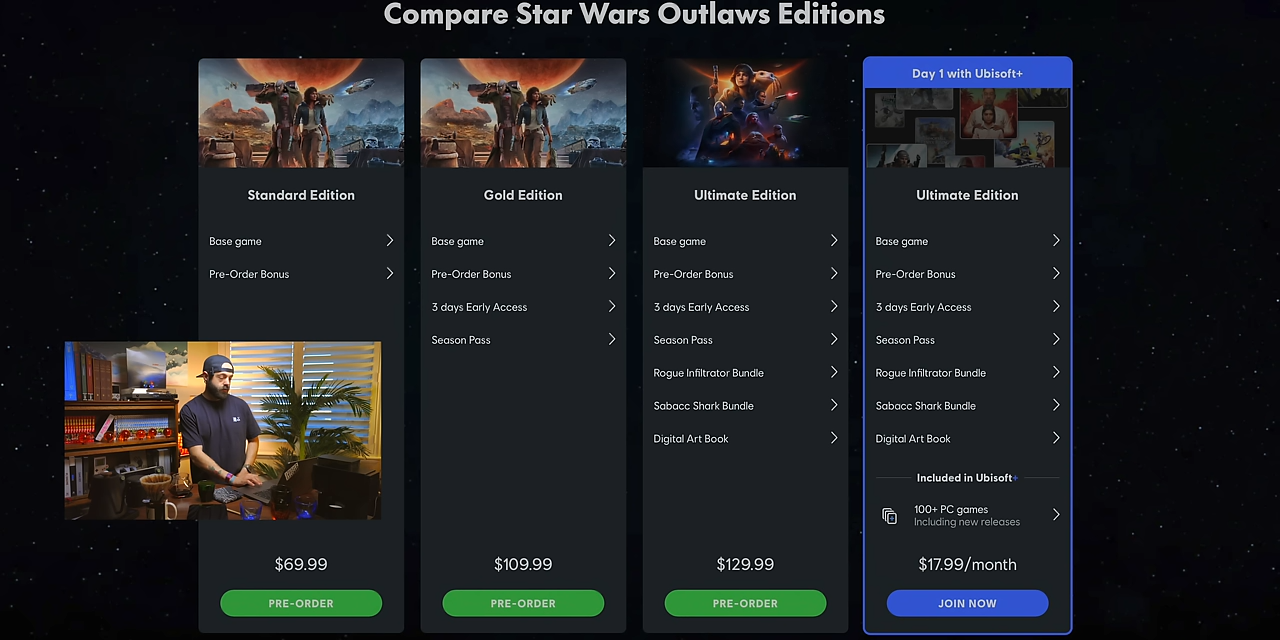 Compare Star Wars Outlaws Editions
Standard Edition
Base game
Pre-Order Bonus
$69.99
PRE-ORDER
Gold Edition
Base game
Pre-Order Bonus
3 days Early Access
Season Pass
$109.99
PRE-ORDER
Ultimate Edition
Base game
Pre-Order Bonus
3 days Early Access
Season Pass
Rogue Infiltrator Bundle
Sabacc Shark Bundle
Digital Art Book
$129.99
PRE-ORDER
Day 1 with Ubisoft+
Ultimate Edition
Base game
Pre-Order Bonus
3 days Early Access
Season Pass
Rogue Infiltrator Bundle
Sabacc Shark Bundle
Digital Art Book
Included in Ubisoft+
100+ PC games
Including new releases
$17.99/month
JOIN NOW